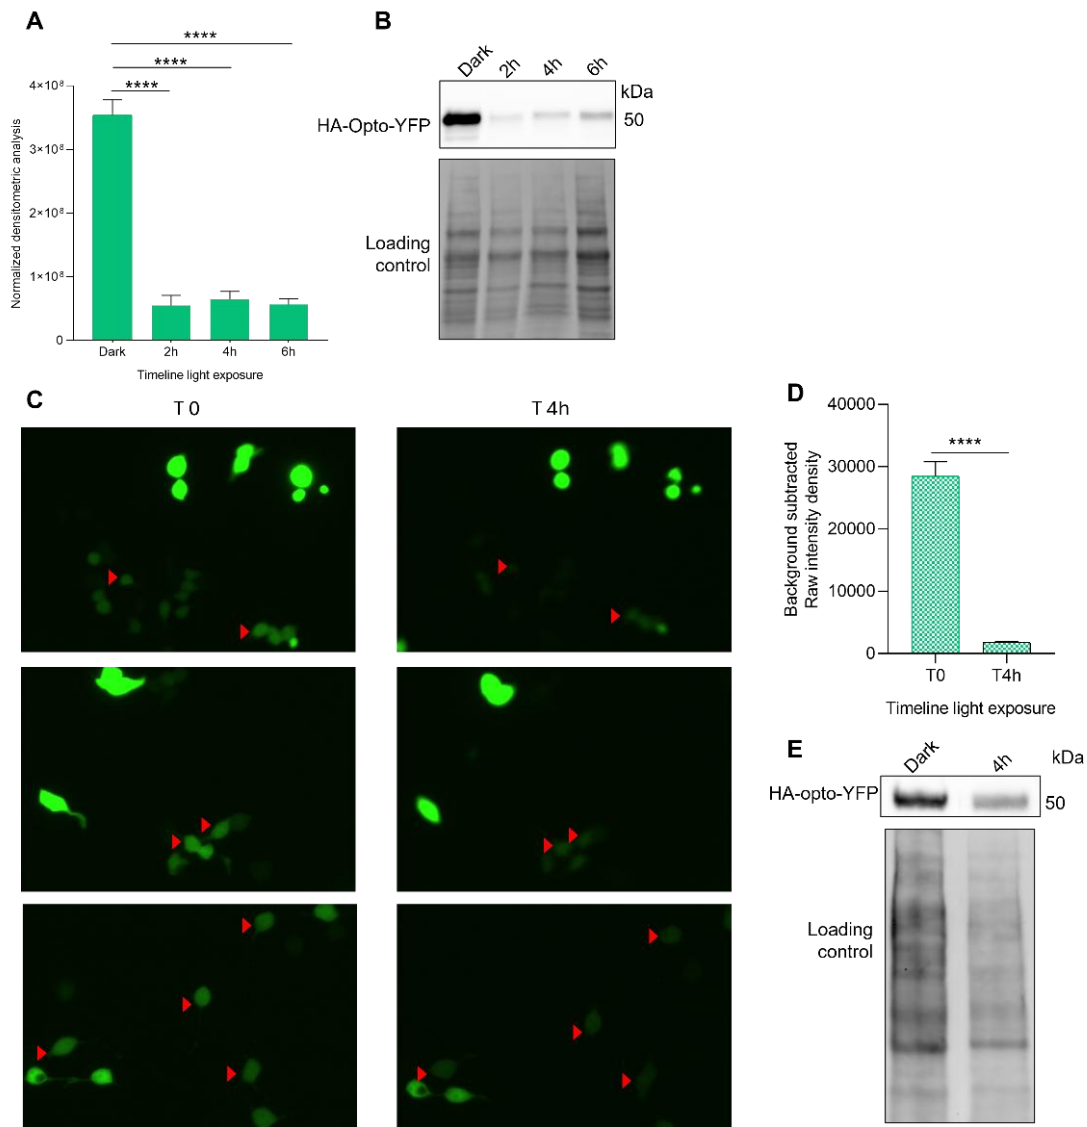 A
****
****
****
4×10⁸
3×10⁸
2×10⁸
1×10⁸
0
Normalized densitometric analysis
Dark 2h 4h 6h
Timeline light exposure
B
Dark 2h 4h 6h
kDa
HA-Opto-YFP
50
Loading
control
C
T 0
T 4h
D
40000
30000
20000
10000
0
****
Background subtracted
Raw intensity density
T0 T4h
Timeline light exposure
E
Dark 4h
kDa
HA-opto-YFP
50
Loading
control